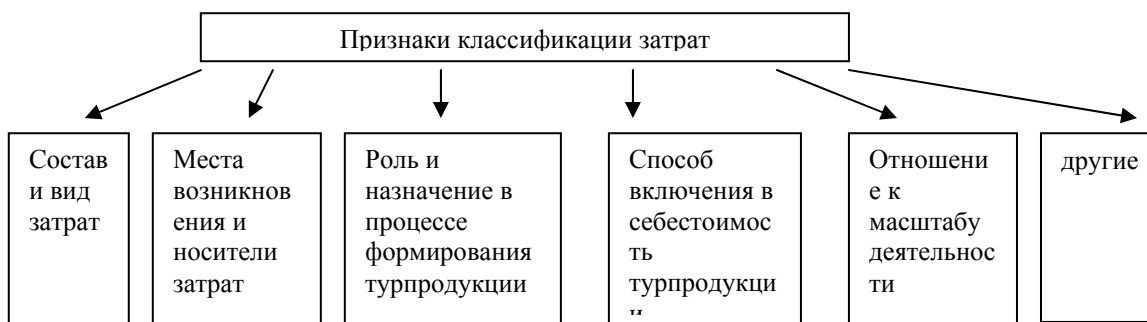 Признаки классификации затрат
Состав
и вид
затрат
Места
возникнов
ения и
носители
затрат
Роль и
назначение в
процессе
формирования
турпродукции
Способ
включения в
себестоимос
ть
турпродукци
и
Отношени
е к
масштабу
деятельнос
ти
другие